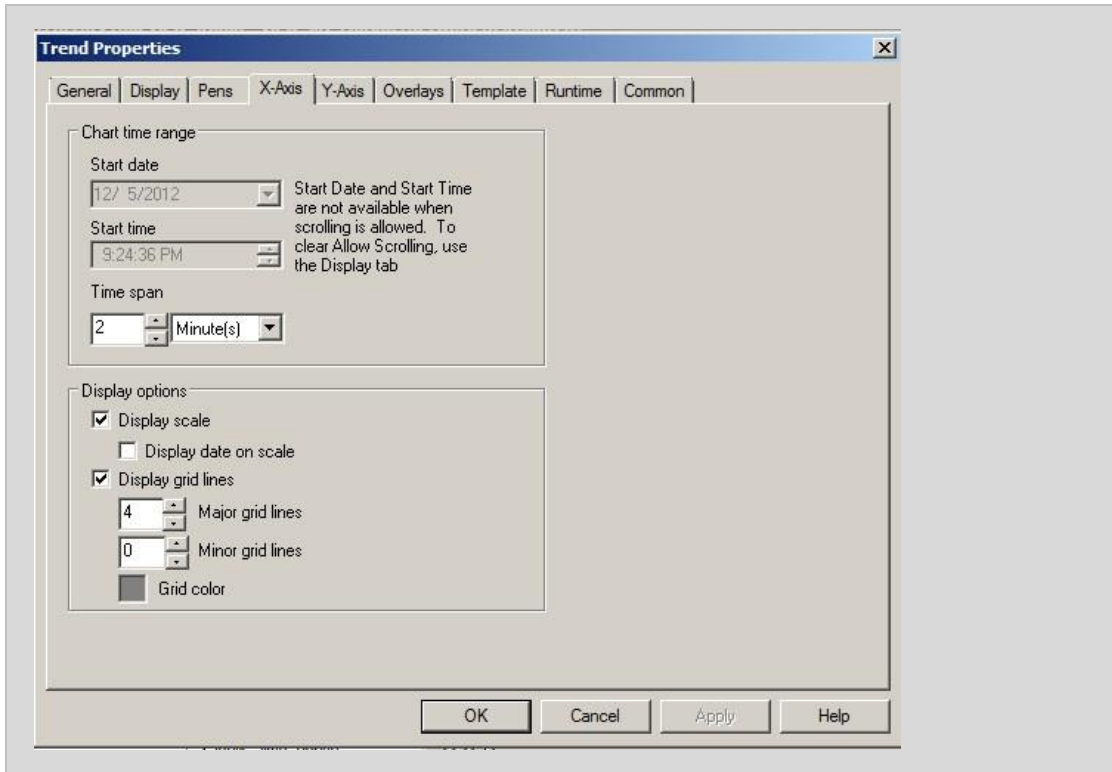 Trend Properties
General Display Pens X-Axis Y-Axis Overlays Template Runtime Common
Chart time range
Start date
12/ 5/2012
Start time
9:24:36 PM
Start Date and Start Time
are not available when
scrolling is allowed. To
clear Allow Scrolling, use
the Display tab
Time span
2 Minute(s)
Display options
Display scale
Display date on scale
Display grid lines
4 Major grid lines
0 Minor grid lines
Grid color
OK Cancel Apply Help